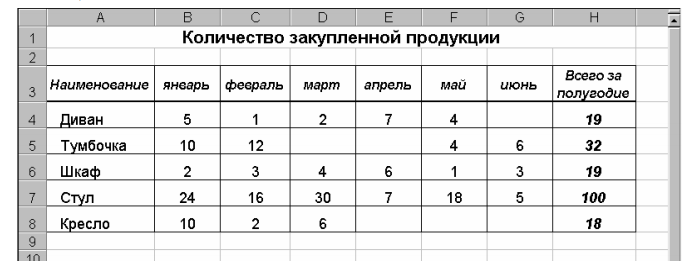 A B C D E F G H
1 Количество закупленной продукции
2
3 Наименование январь февраль март апрель май июнь Всего за полугодие
4 Диван 5 1 2 7 4 19
5 Тумбочка 10 12 4 6 32
6 Шкаф 2 3 4 6 1 3 19
7 Стул 24 16 30 7 18 5 100
8 Кресло 10 2 6 18
9
10